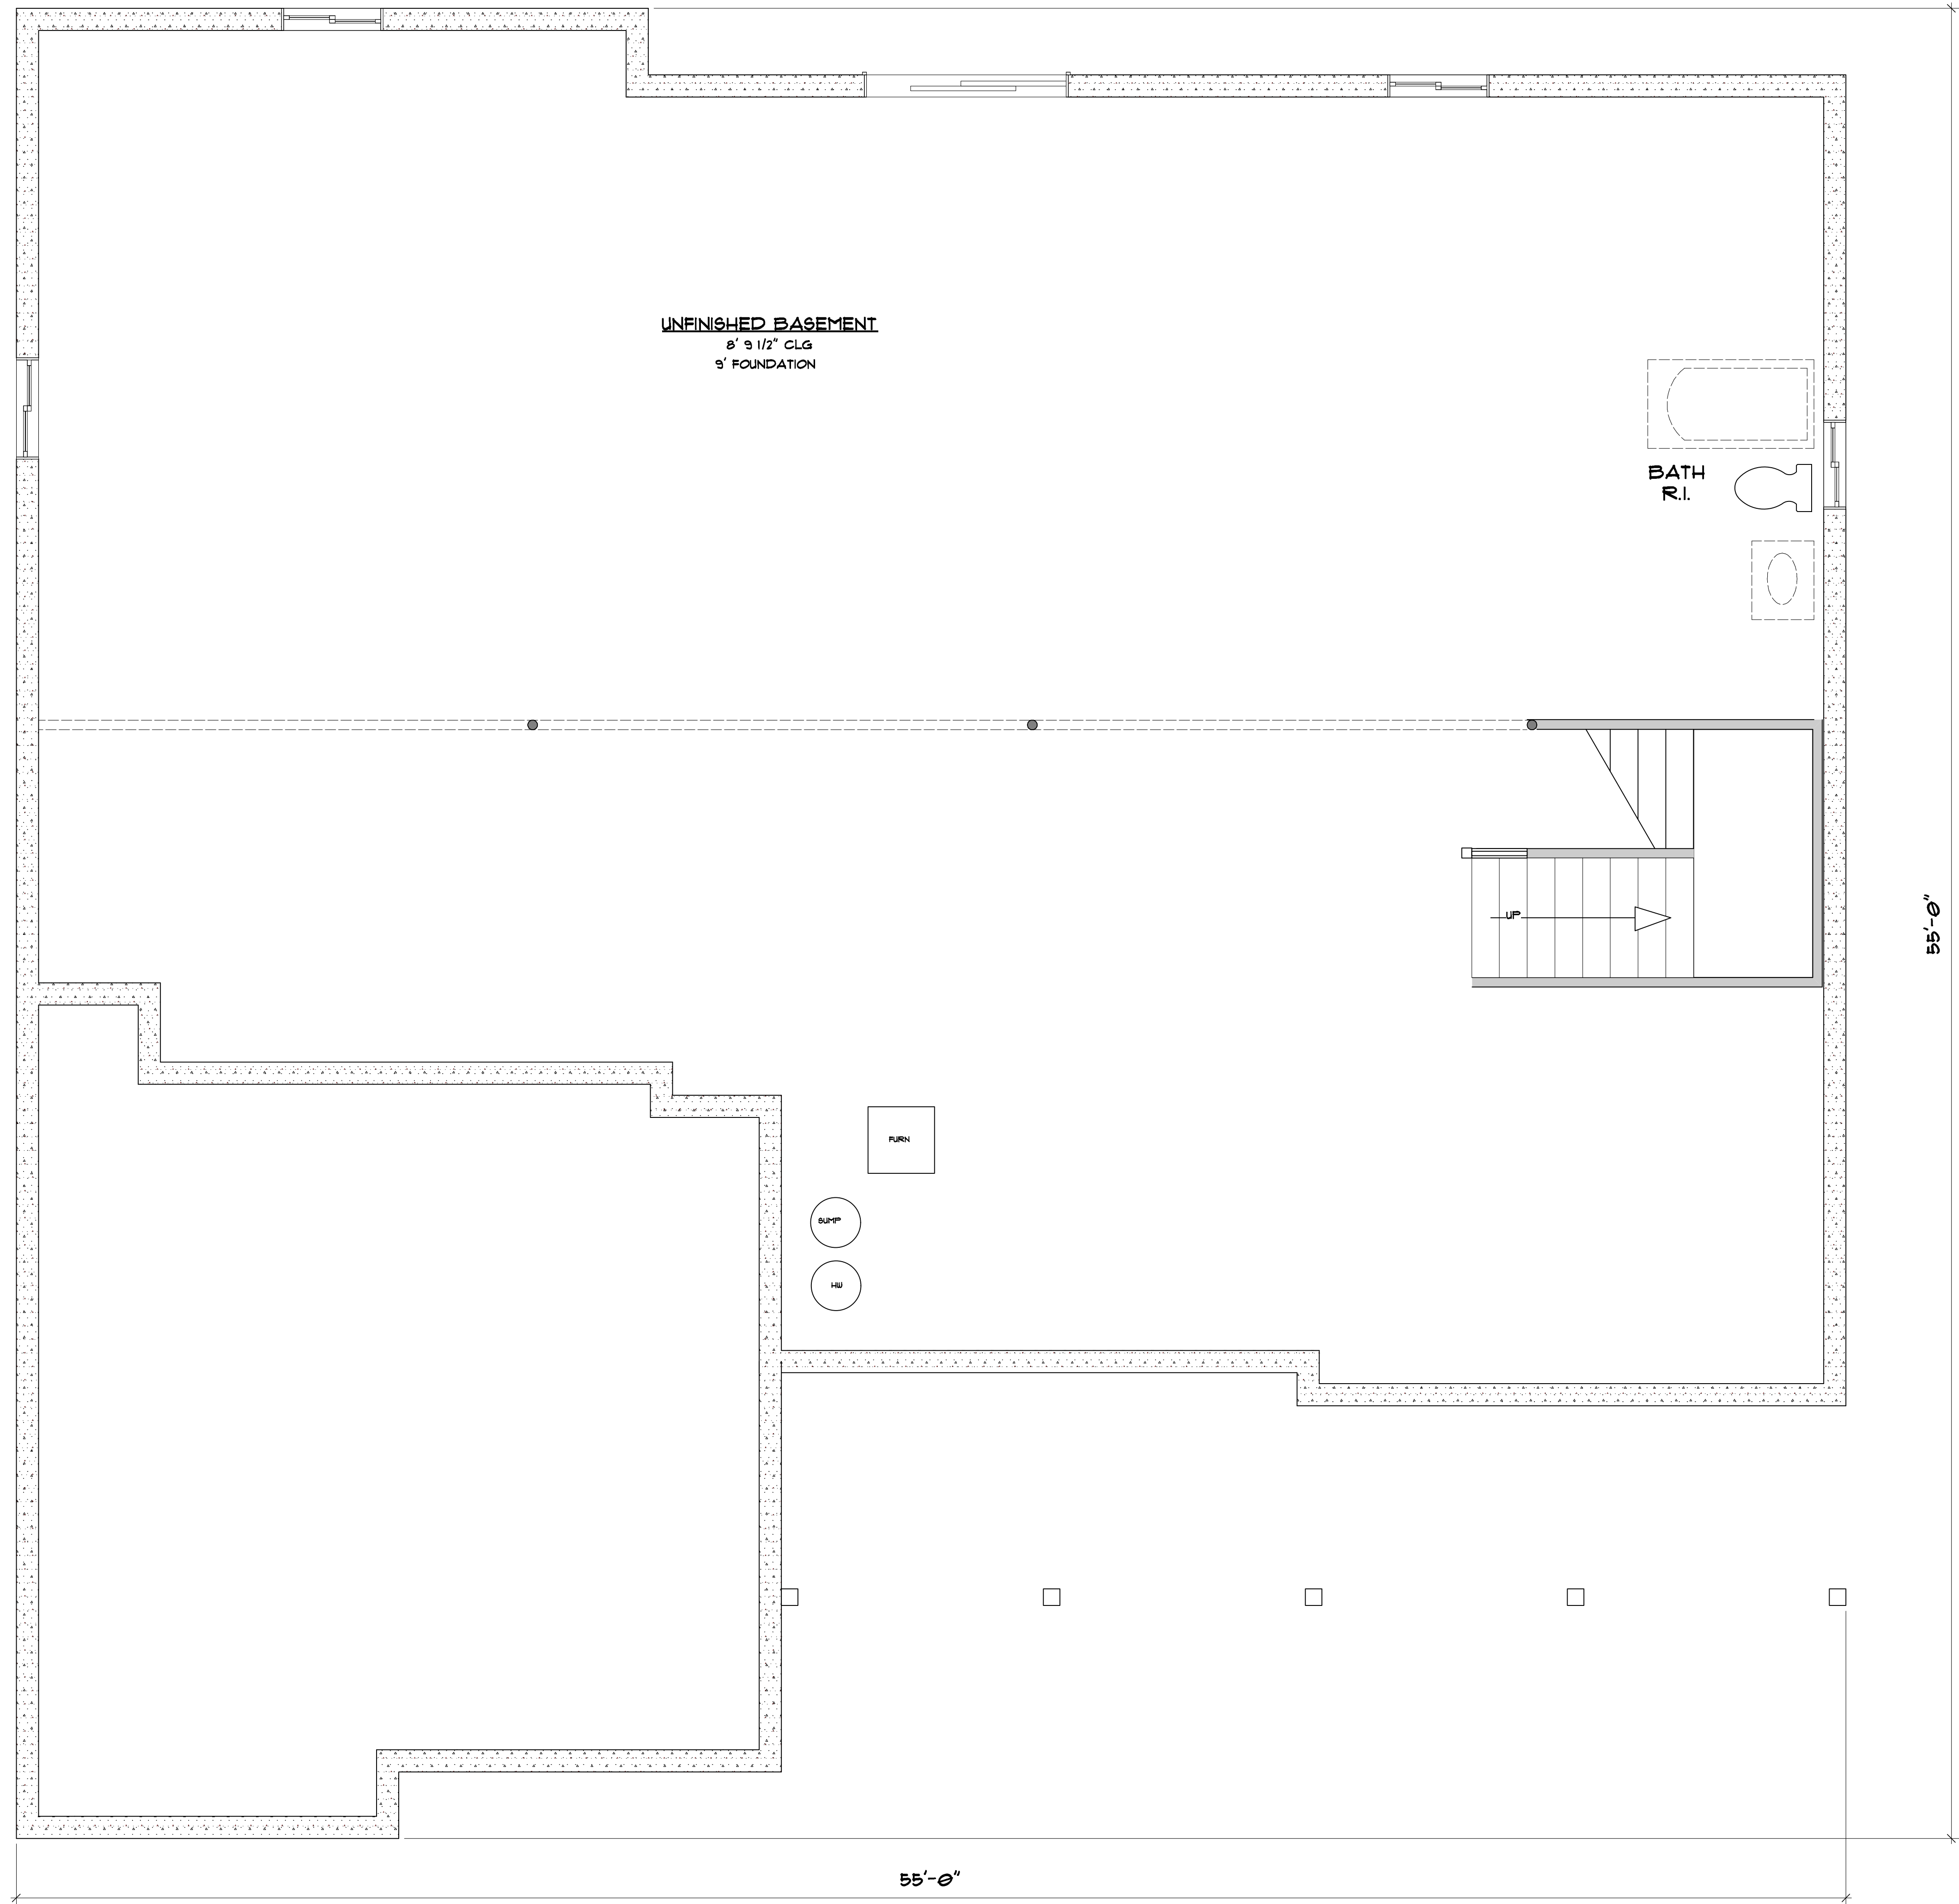 UNFINISHED BASEMENT
8' 9 1/2" CLG
9' FOUNDATION
BATH
R.I.
UP
55'-0"
FURN
SUMP
HW
55'-0"